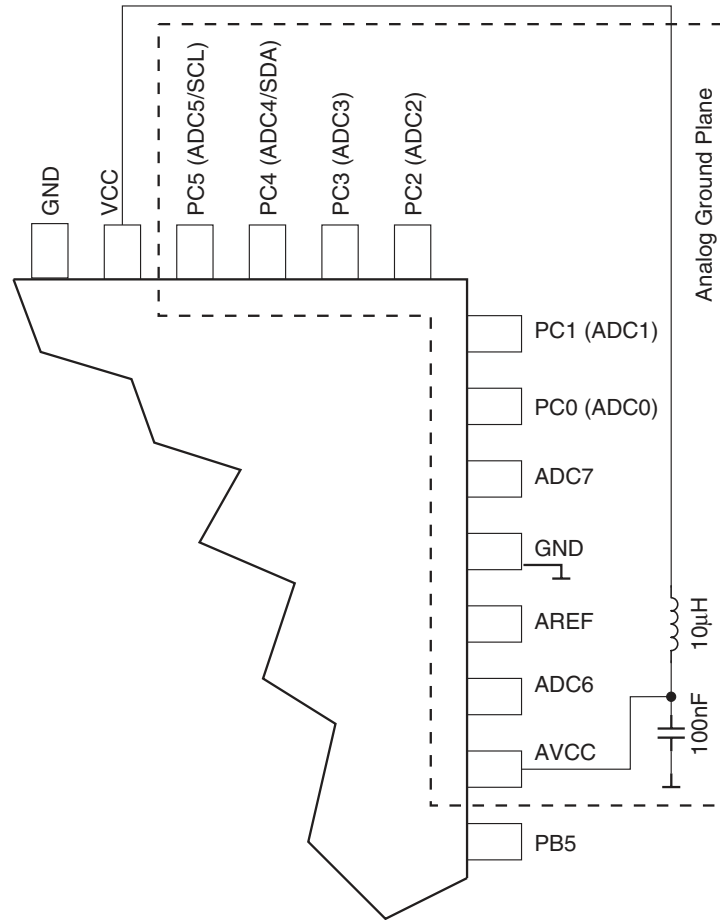 GND
VCC
PC5 (ADC5/SCL)
PC4 (ADC4/SDA)
PC3 (ADC3)
PC2 (ADC2)
Analog Ground Plane
PC1 (ADC1)
PC0 (ADC0)
ADC7
GND
AREF
10μH
ADC6
100nF
AVCC
PB5